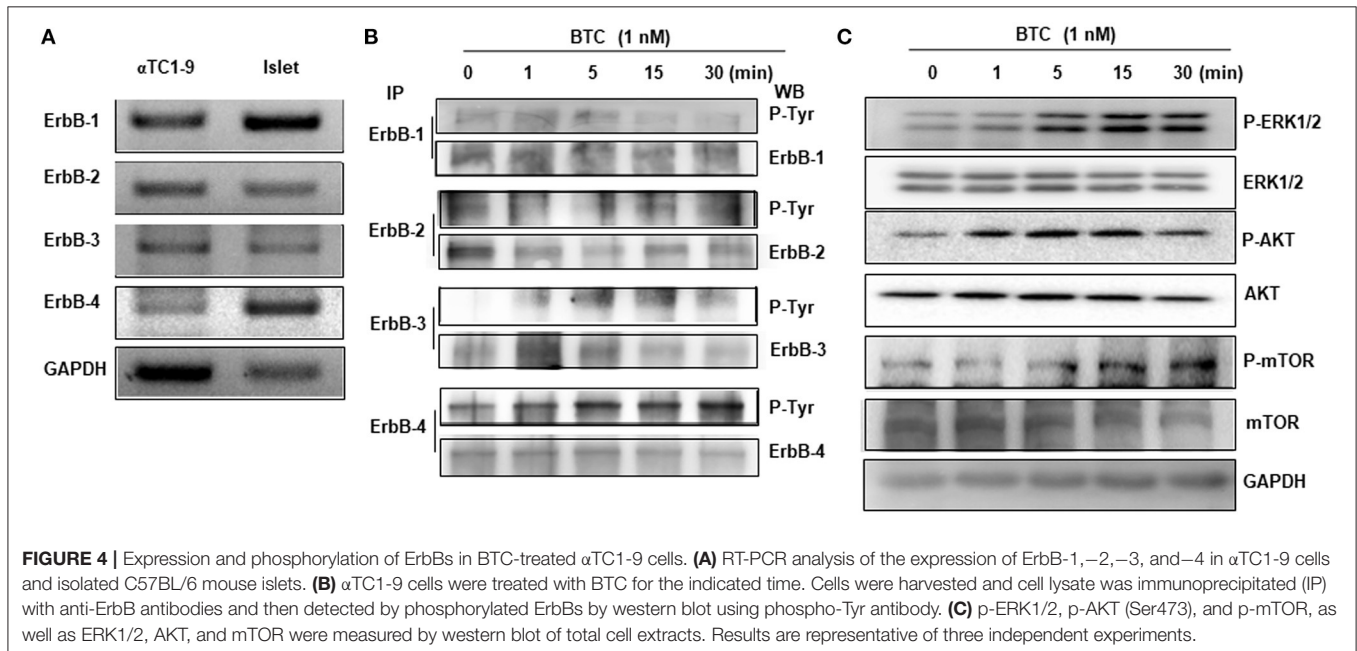 A
αTC1-9 Islet
ErbB-1
ErbB-2
ErbB-3
ErbB-4
GAPDH
B
BTC (1 nM)
0 1 5 15 30 (min)
IP WB
ErbB-1
P-Tyr
ErbB-1
ErbB-2
P-Tyr
ErbB-2
ErbB-3
P-Tyr
ErbB-3
ErbB-4
P-Tyr
ErbB-4
C
BTC (1 nM)
0 1 5 15 30 (min)
P-ERK1/2
ERK1/2
P-AKT
AKT
P-mTOR
mTOR
GAPDH
FIGURE 4 | Expression and phosphorylation of ErbBs in BTC-treated αTC1-9 cells. (A) RT-PCR analysis of the expression of ErbB-1,−2,−3, and−4 in αTC1-9 cells
and isolated C57BL/6 mouse islets. (B) αTC1-9 cells were treated with BTC for the indicated time. Cells were harvested and cell lysate was immunoprecipitated (IP)
with anti-ErbB antibodies and then detected by phosphorylated ErbBs by western blot using phospho-Tyr antibody. (C) p-ERK1/2, p-AKT (Ser473), and p-mTOR, as
well as ERK1/2, AKT, and mTOR were measured by western blot of total cell extracts. Results are representative of three independent experiments.